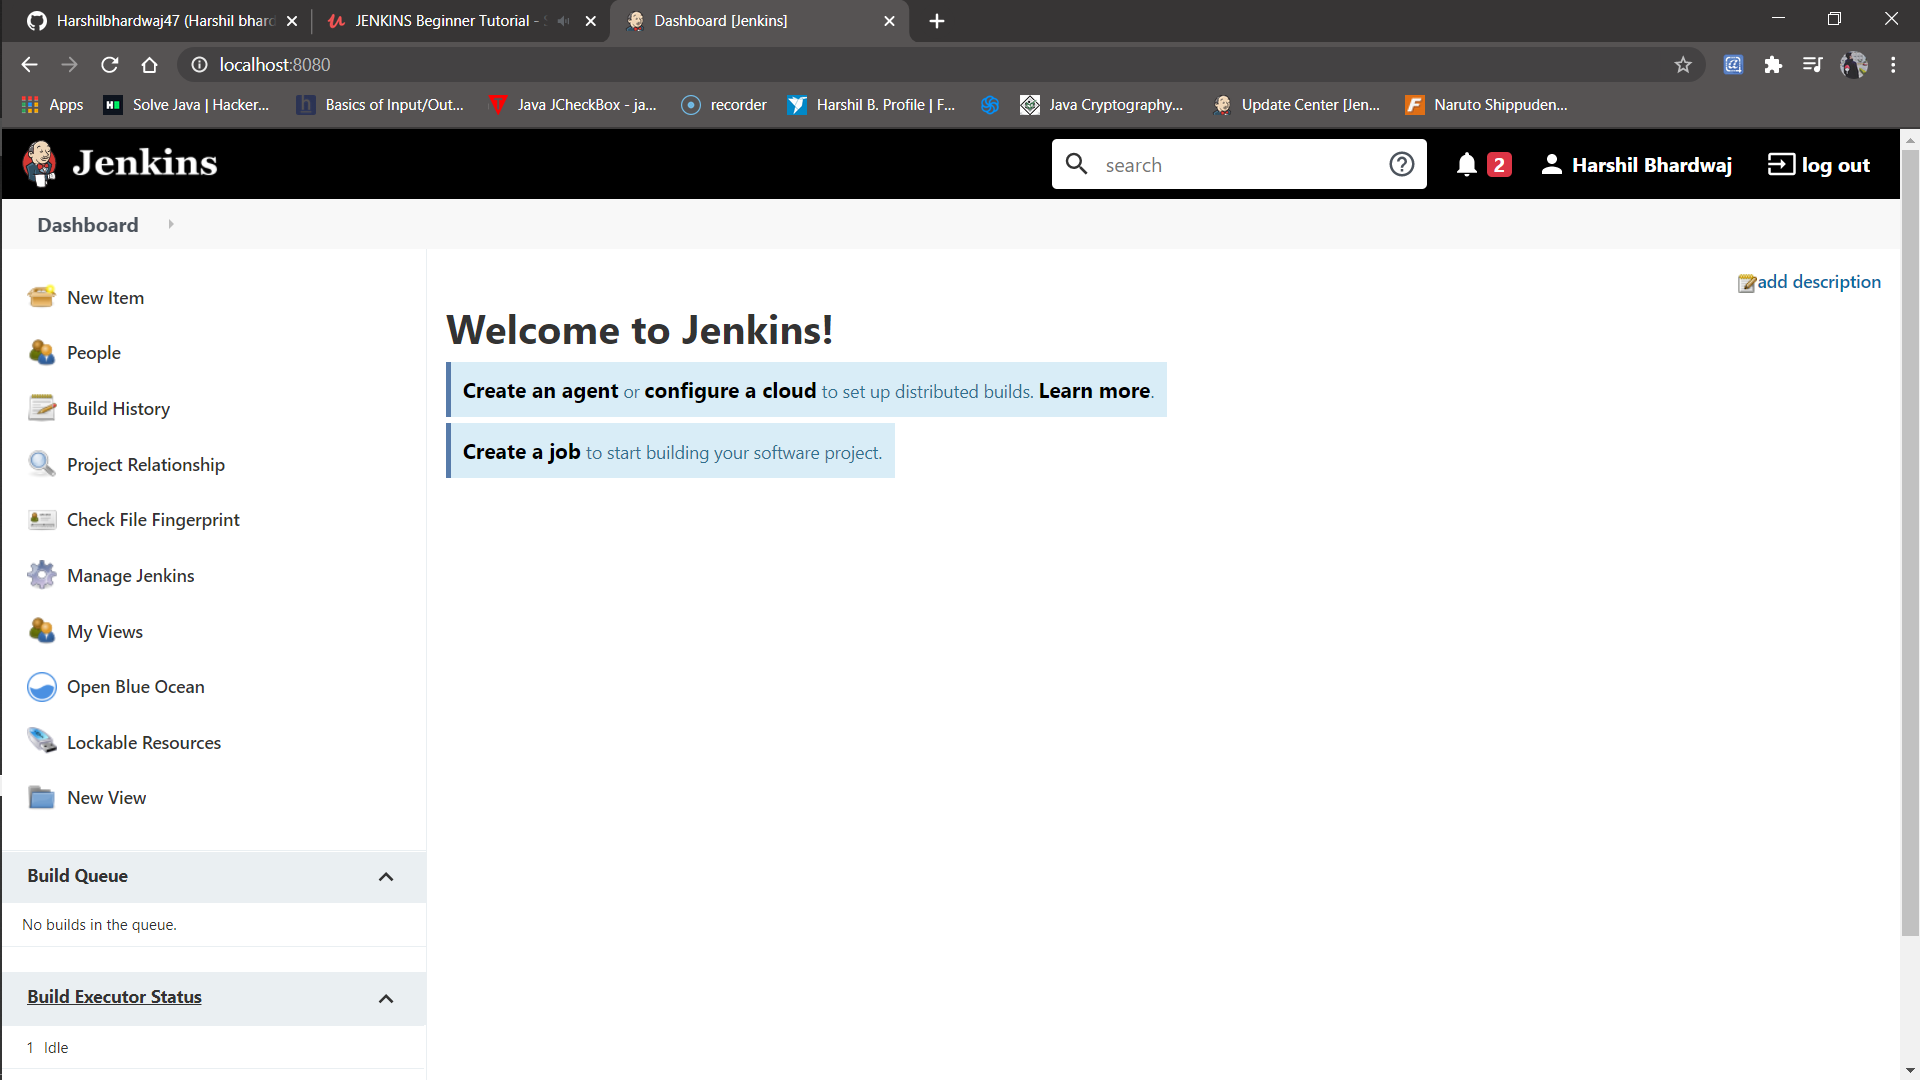 Harshilbhardwaj47 (Harshil bhard
JENKINS Beginner Tutorial -
Dashboard [Jenkins]
localhost:8080
Apps
Solve Java | Hacker...
Basics of Input/Out...
Java JCheckBox - ja...
recorder
Harshil B. Profile | F...
Java Cryptography...
Update Center [Jen...
Naruto Shippuden...
Jenkins
search
2
Harshil Bhardwaj
log out
Dashboard
New Item
People
Build History
Project Relationship
Check File Fingerprint
Manage Jenkins
My Views
Open Blue Ocean
Lockable Resources
New View
Build Queue
No builds in the queue.
Build Executor Status
1 Idle
add description
Welcome to Jenkins!
Create an agent or configure a cloud to set up distributed builds. Learn more.
Create a job to start building your software project.